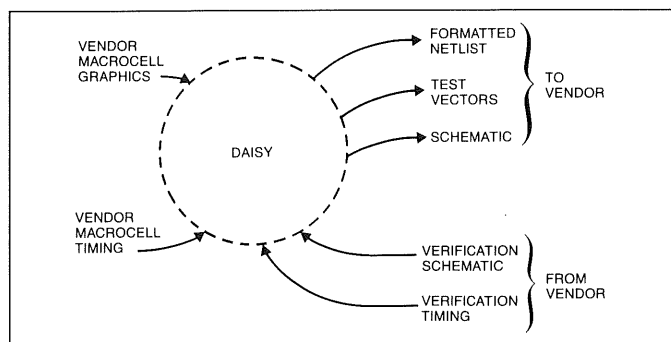 VENDOR
MACROCELL
GRAPHICS
FORMATTED
NETLIST
TEST
VECTORS
SCHEMATIC
TO
VENDOR
DAISY
VENDOR
MACROCELL
TIMING
VERIFICATION
SCHEMATIC
VERIFICATION
TIMING
FROM
VENDOR